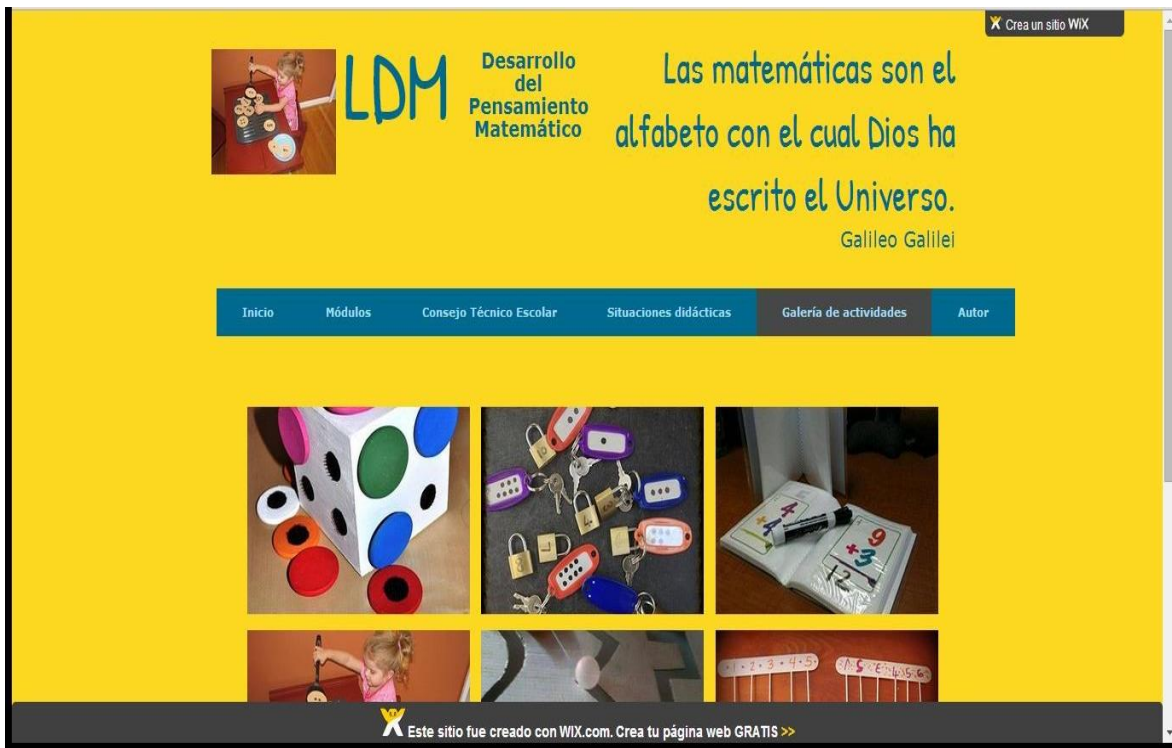 Crea un sitio WiX
LDM
Desarrollo
del
Pensamiento
Matemático
Las matemáticas son el
alfabeto con el cual Dios ha
escrito el Universo.
Galileo Galilei
Inicio Módulos Consejo Técnico Escolar Situaciones didácticas Galería de actividades Autor
4
+4
9
+3
12
1 • 2 • 3 • 4 • 5
Este sitio fue creado con WIX.com. Crea tu página web GRATIS >>